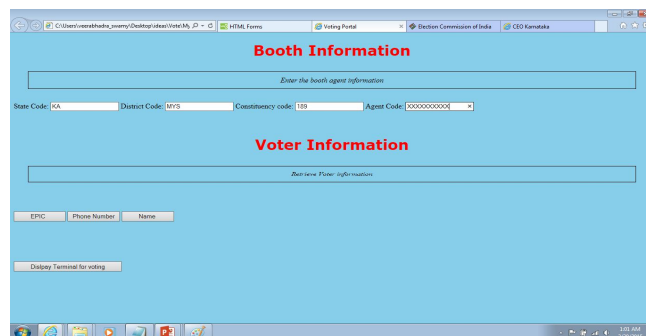 C:\Users\veerabhadra_swamy\Desktop\ideas\Vote\My HTML Forms Voting Portal Election Commission of India CEO Karnataka
Booth Information
Enter the booth agent information
State Code: KA District Code: MYS Constituency code: 189 Agent Code: XXXXXXXXXX
Voter Information
Retrieve Voter information
EPIC Phone Number Name
Dislpay Terminal for voting
1:01 AM